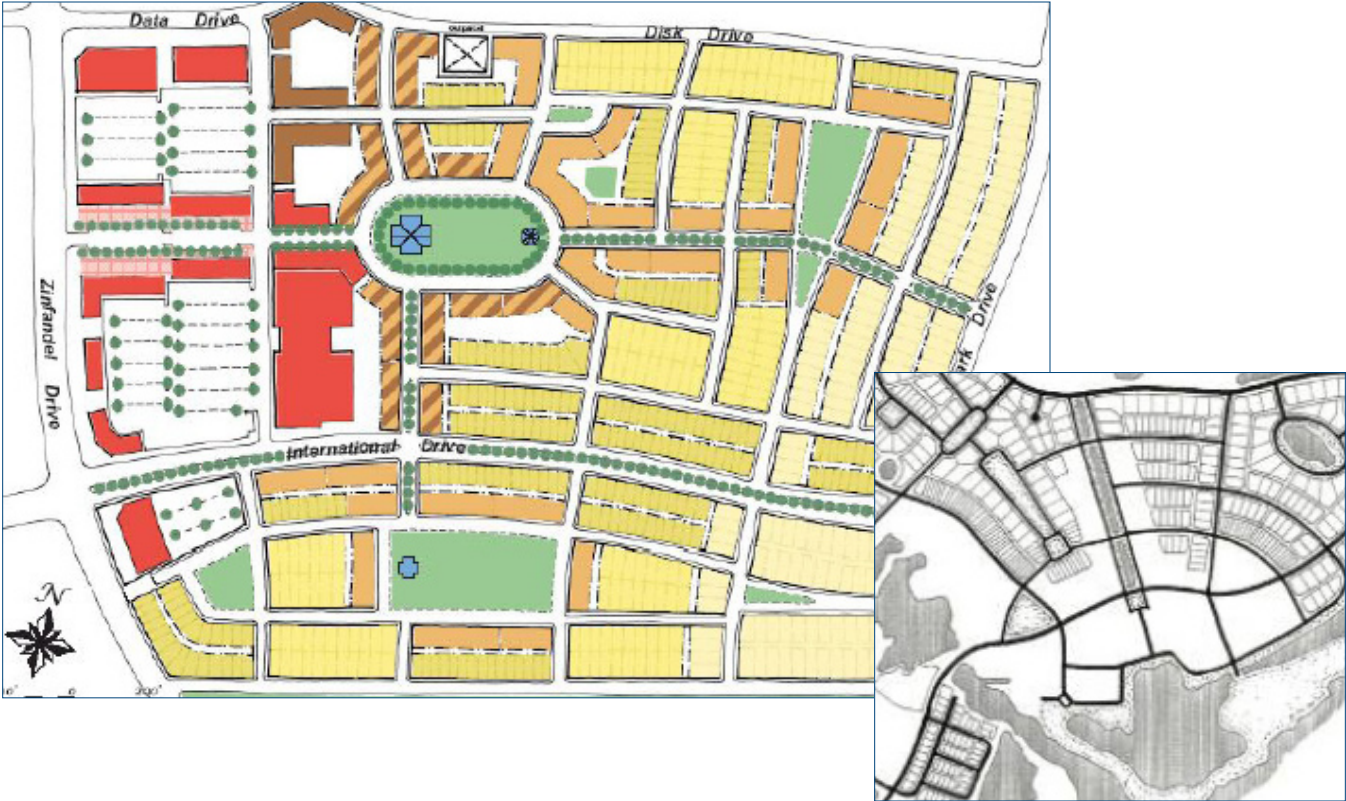 Data Drive
Disk Drive
Zinfandel Drive
Drive
International Drive
N